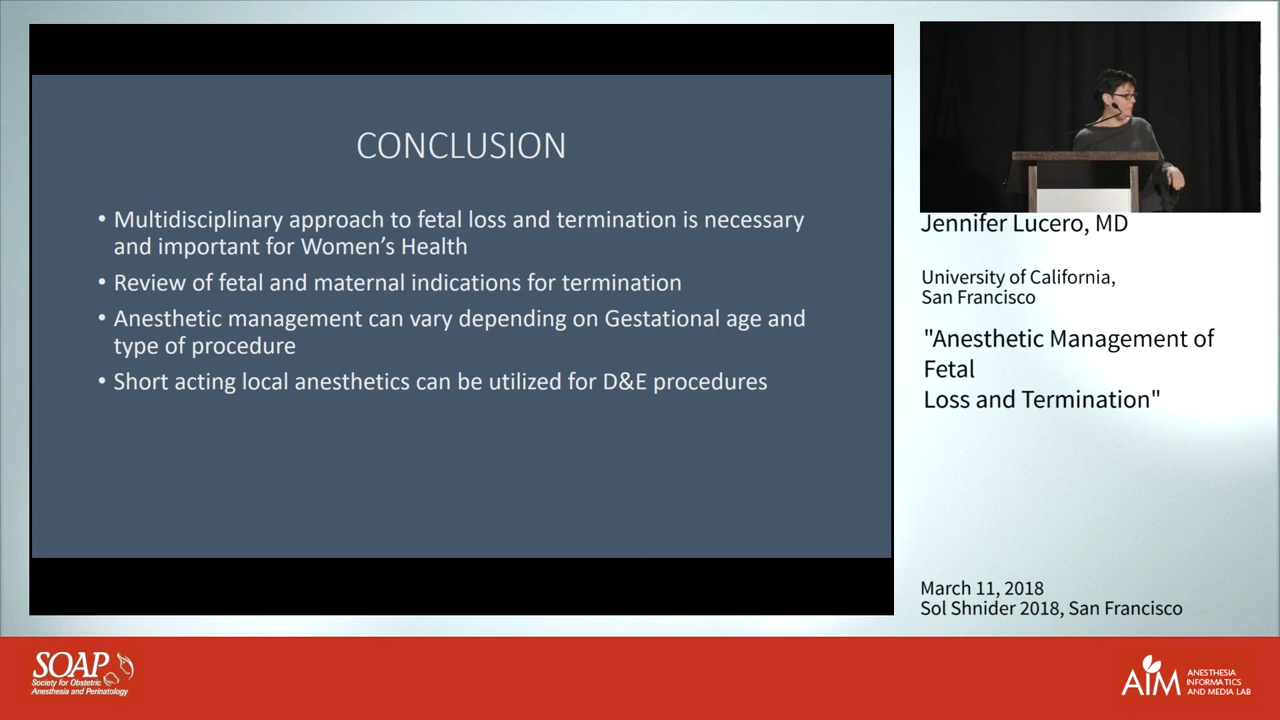 CONCLUSION
• Multidisciplinary approach to fetal loss and termination is necessary
and important for Women's Health
• Review of fetal and maternal indications for termination
• Anesthetic management can vary depending on Gestational age and
type of procedure
• Short acting local anesthetics can be utilized for D&E procedures
Jennifer Lucero, MD
University of California,
San Francisco
"Anesthetic Management of
Fetal
Loss and Termination"
March 11, 2018
Sol Shnider 2018, San Francisco
SOAP
Society for Obstetric
Anesthesia and Perinatology
AIM
ANESTHESIA
INFORMATICS
AND MEDIA LAB